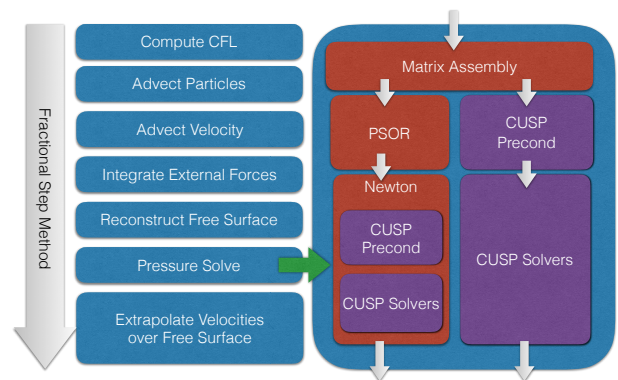 Fractional Step Method
Compute CFL
Advect Particles
Advect Velocity
Integrate External Forces
Reconstruct Free Surface
Pressure Solve
Extrapolate Velocities
over Free Surface
Matrix Assembly
PSOR
Newton
CUSP
Precond
CUSP Solvers
CUSP
Precond
CUSP Solvers